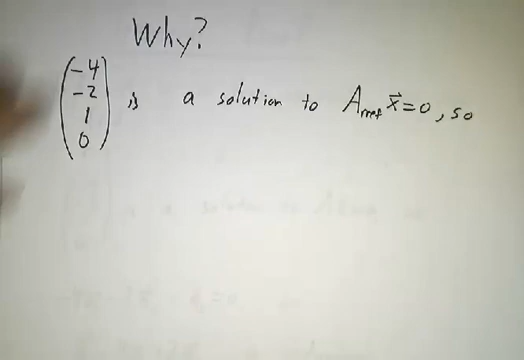 Why?
(-4
-2
1
0) is a solution to A_rref x⃗=0, so